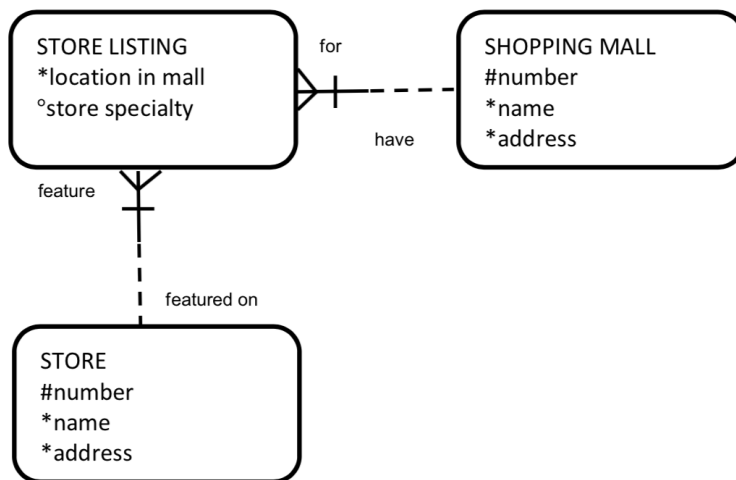 STORE LISTING
*location in mall
°store specialty
for
have
SHOPPING MALL
#number
*name
*address
feature
featured on
STORE
#number
*name
*address